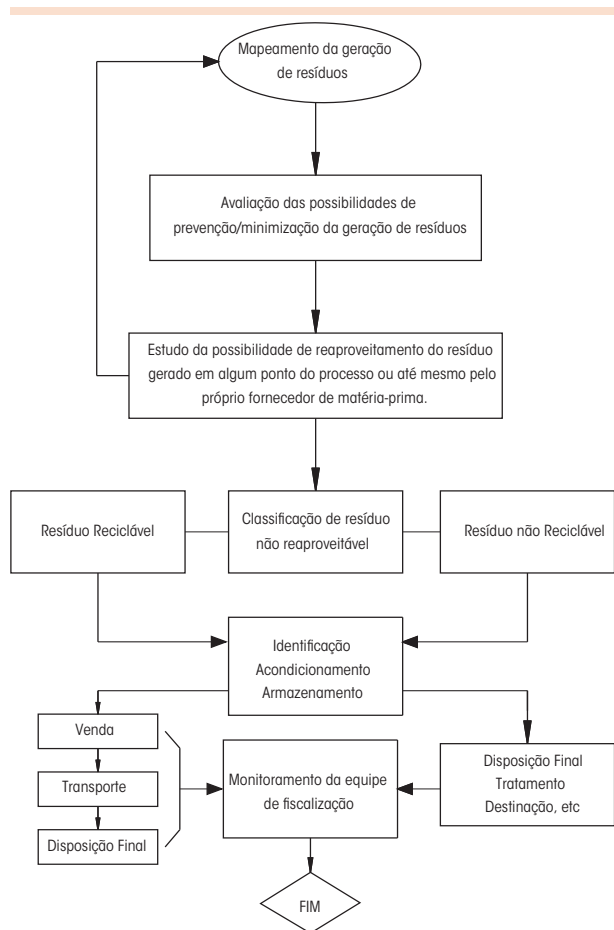 Mapeamento da geração
de resíduos
Avaliação das possibilidades de
prevenção/minimização da geração de resíduos
Estudo da possibilidade de reaproveitamento do resíduo
gerado em algum ponto do processo ou até mesmo pelo
próprio fornecedor de matéria-prima.
Resíduo Reciclável
Classificação de resíduo
não reaproveitável
Resíduo não Reciclável
Identificação
Acondicionamento
Armazenamento
Venda
Transporte
Disposição Final
Monitoramento da equipe
de fiscalização
Disposição Final
Tratamento
Destinação, etc
FIM